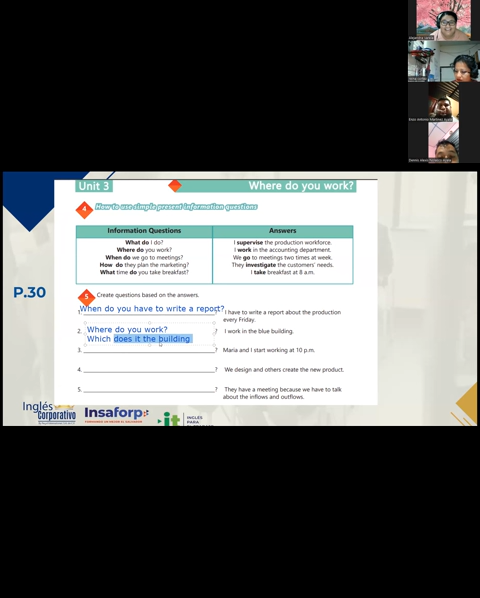 Unit 3
Where do you work?
4
How to use simple present information questions
Information Questions
Answers
What do I do?
I supervise the production workforce.
Where do you work?
I work in the accounting department.
When do we go to meetings?
We go to meetings two times at week.
How do they plan the marketing?
They investigate the customers' needs.
What time do you take breakfast?
I take breakfast at 8 a.m.
P.30
5
Create questions based on the answers.
When do you have to write a report?
1. ?
I have to write a report about the production
every Friday.
Where do you work?
2. ?
I work in the blue building.
Which does it the building
3. ?
Maria and I start working at 10 p.m.
4. ?
We design and others create the new product.
5. ?
They have a meeting because we have to talk
about the inflows and outflows.
Inglés
Corporativo
Insaforp
it
INGLÉS
PARA